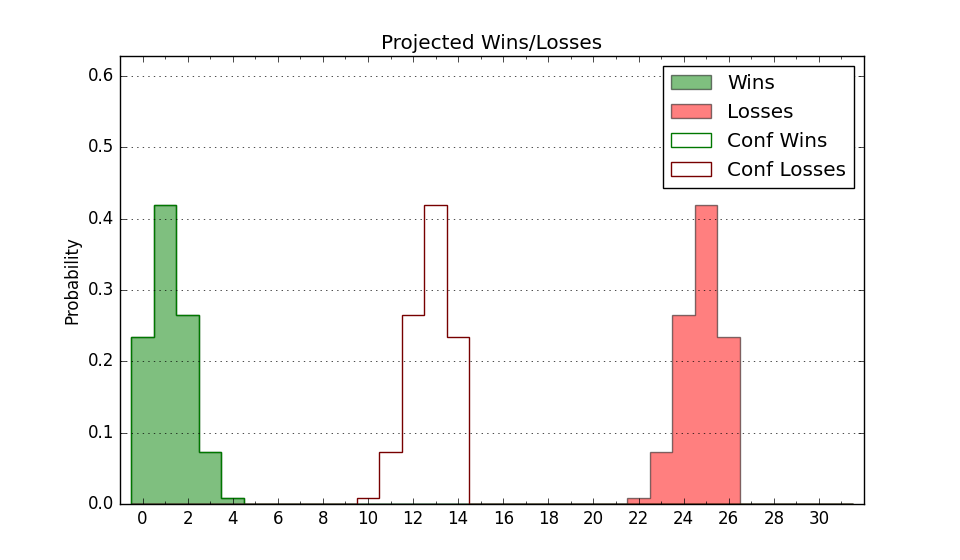 Projected Wins/Losses
Wins
Losses
Conf Wins
Conf Losses
Probability
0.6
0.5
0.4
0.3
0.2
0.1
0.0
0 2 4 6 8 10 12 14 16 18 20 22 24 26 28 30